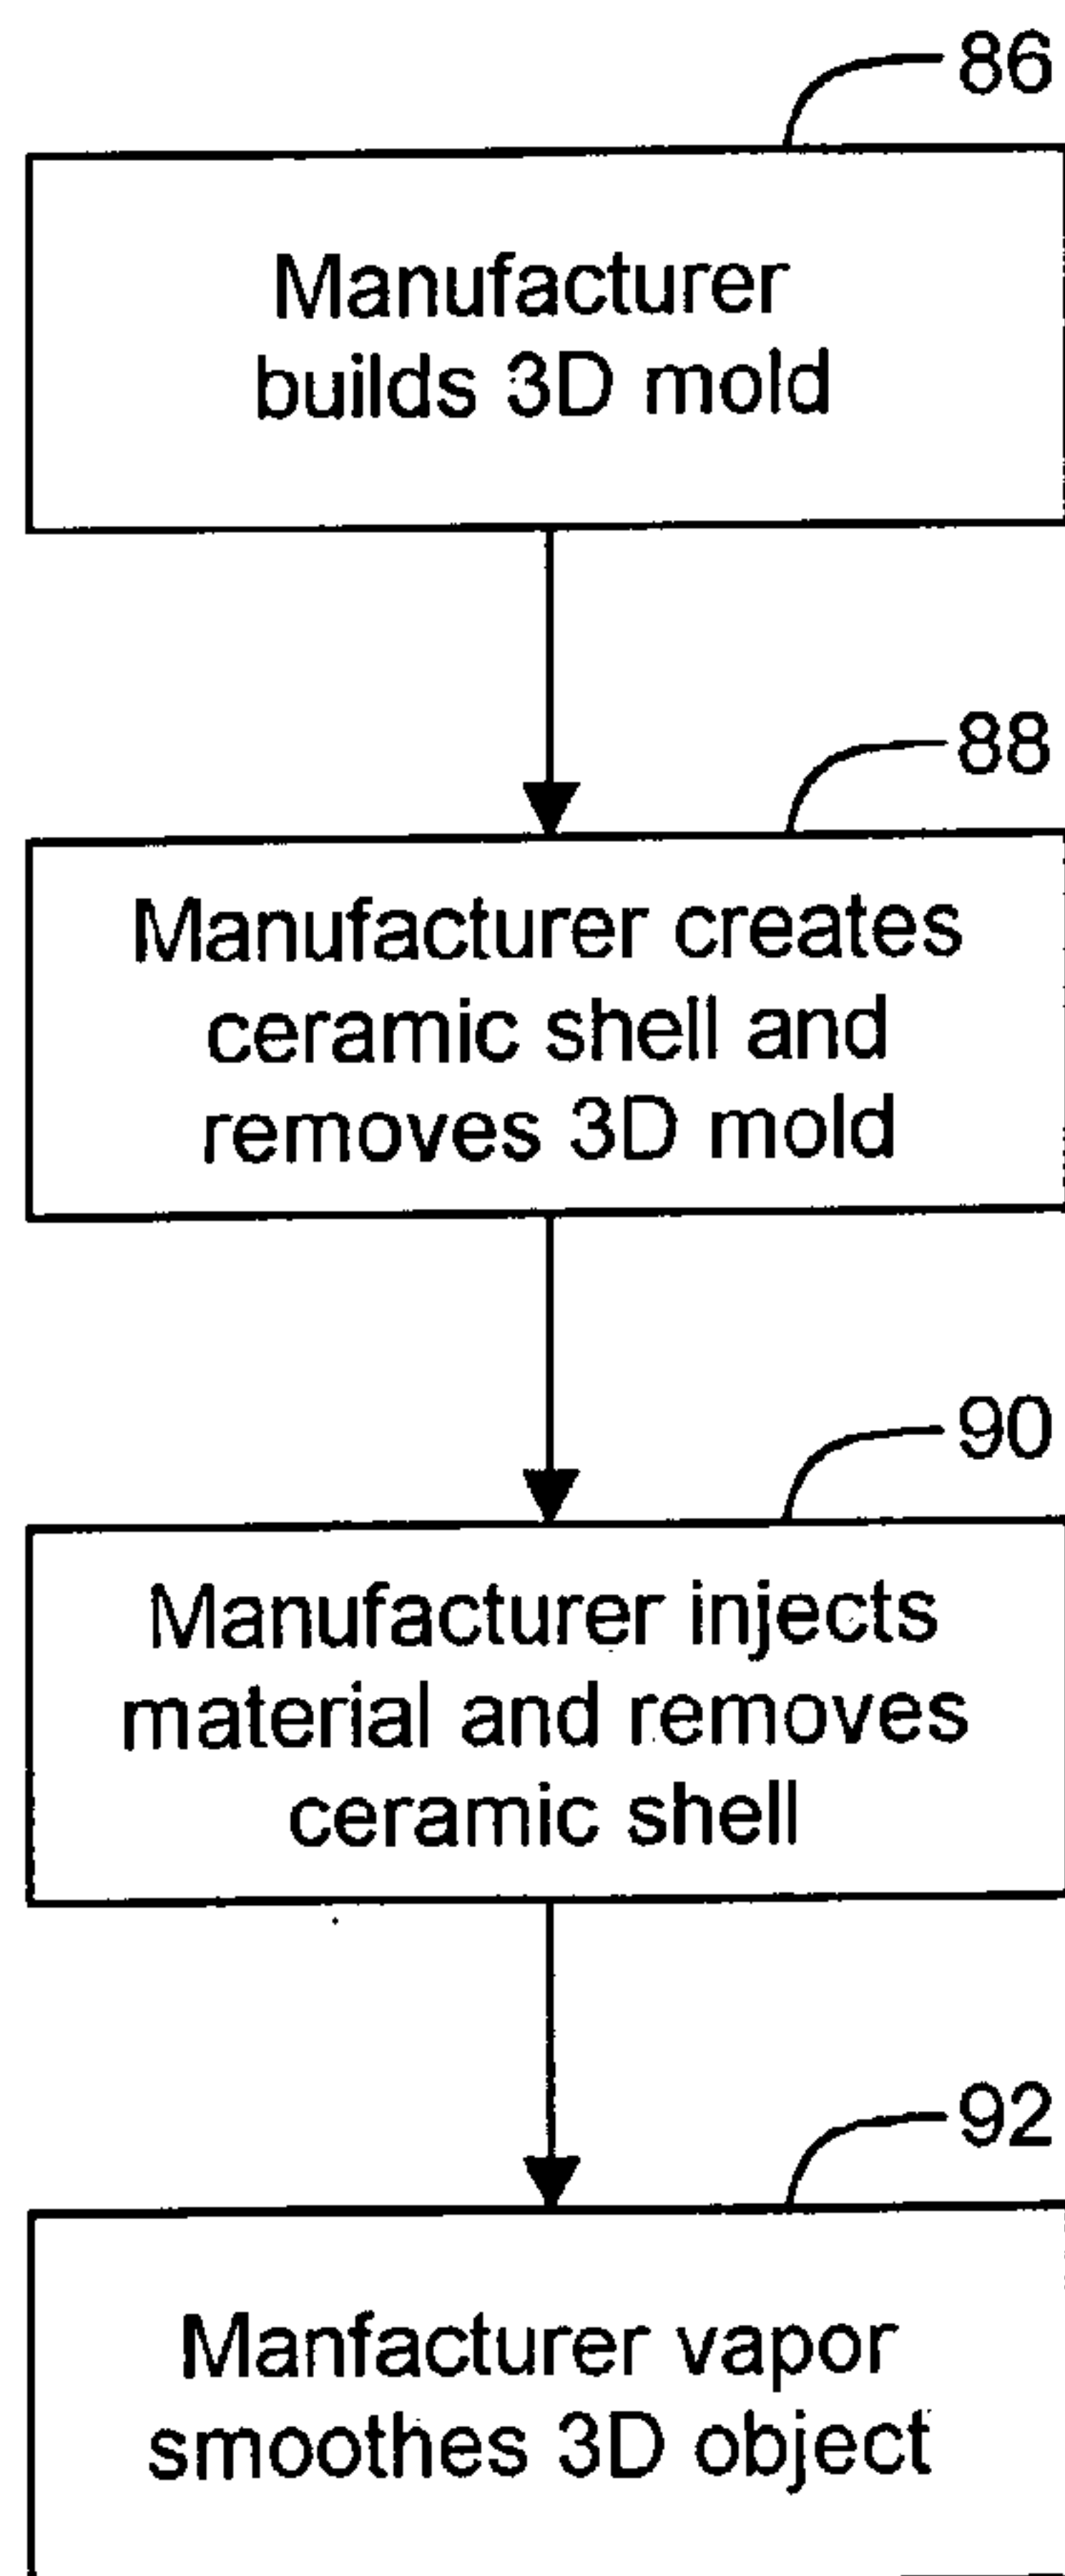 86
Manufacturer
builds 3D mold
88
Manufacturer creates
ceramic shell and
removes 3D mold
90
Manufacturer injects
material and removes
ceramic shell
92
Manfacturer vapor
smoothes 3D object